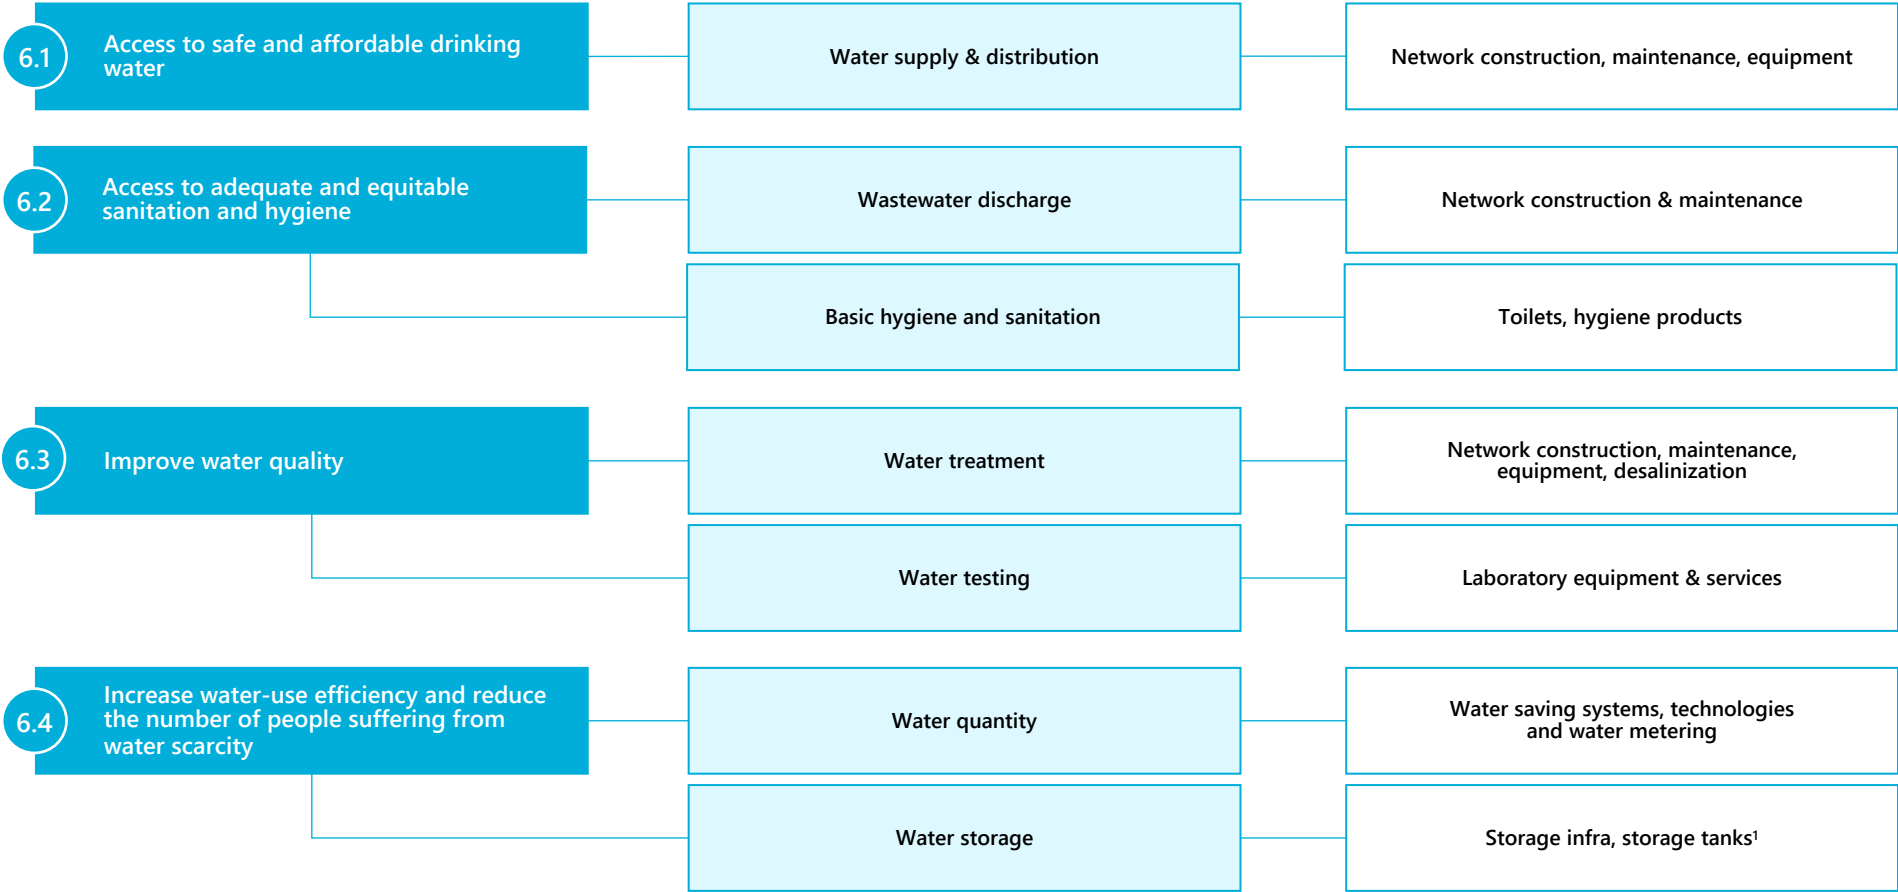 6.1
Access to safe and affordable drinking
water
Water supply & distribution
Network construction, maintenance, equipment
6.2
Access to adequate and equitable
sanitation and hygiene
Wastewater discharge
Network construction & maintenance
Basic hygiene and sanitation
Toilets, hygiene products
6.3
Improve water quality
Water treatment
Network construction, maintenance,
equipment, desalinization
Water testing
Laboratory equipment & services
6.4
Increase water-use efficiency and reduce
the number of people suffering from
water scarcity
Water quantity
Water saving systems, technologies
and water metering
Water storage
Storage infra, storage tanks¹